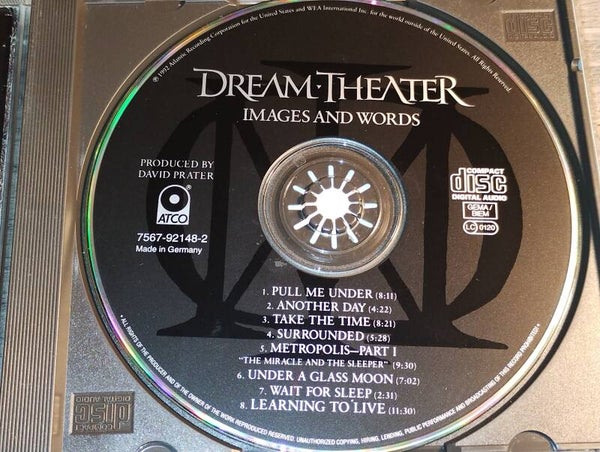 ℗ 1992 Atlantic Recording Corporation for the United States and WEA International Inc. for the world outside of the United States. All Rights Reserved.
DREAM·THEATER
IMAGES AND WORDS
PRODUCED BY
DAVID PRATER
ATCO
®
7567-92148-2
Made in Germany
COMPACT
disc
DIGITAL AUDIO
GEMA/
BIEM
LC 0120
1. PULL ME UNDER (8:11)
2. ANOTHER DAY (4:22)
3. TAKE THE TIME (8:21)
4. SURROUNDED (5:28)
5. METROPOLIS—PART I
"THE MIRACLE AND THE SLEEPER" (9:30)
6. UNDER A GLASS MOON (7:02)
7. WAIT FOR SLEEP (2:31)
8. LEARNING TO LIVE (11:30)
• ALL RIGHTS OF THE PRODUCER AND OF THE OWNER OF THE WORK REPRODUCED RESERVED. UNAUTHORIZED COPYING, HIRING, LENDING, PUBLIC PERFORMANCE AND BROADCASTING OF THIS RECORD PROHIBITED •
COMPACT
disc
DIGITAL AUDIO
disc